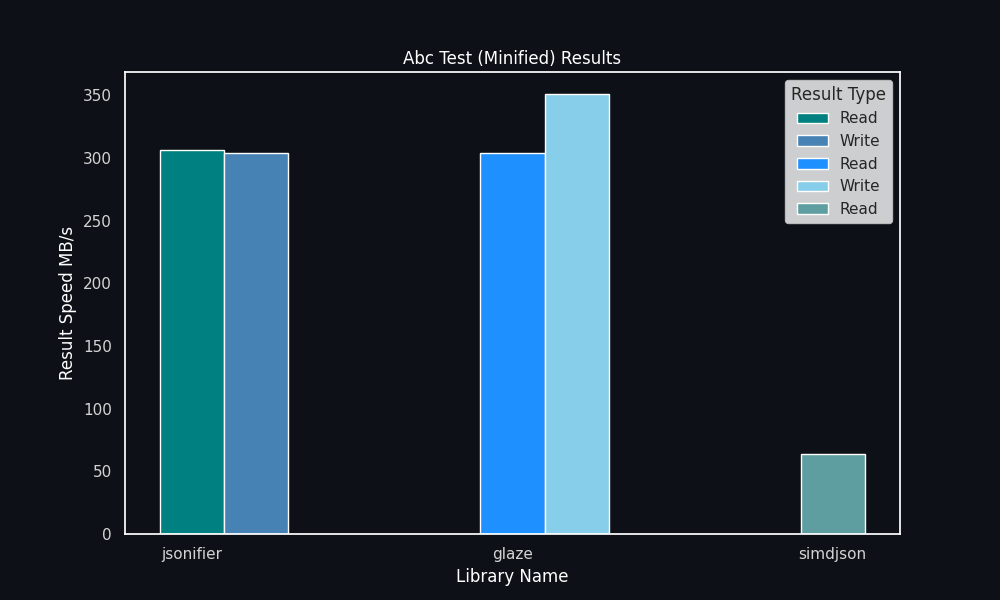 Abc Test (Minified) Results
Result Type
Read
Write
Read
Write
Read
Result Speed MB/s
350
300
250
200
150
100
50
0
jsonifier
glaze
simdjson
Library Name